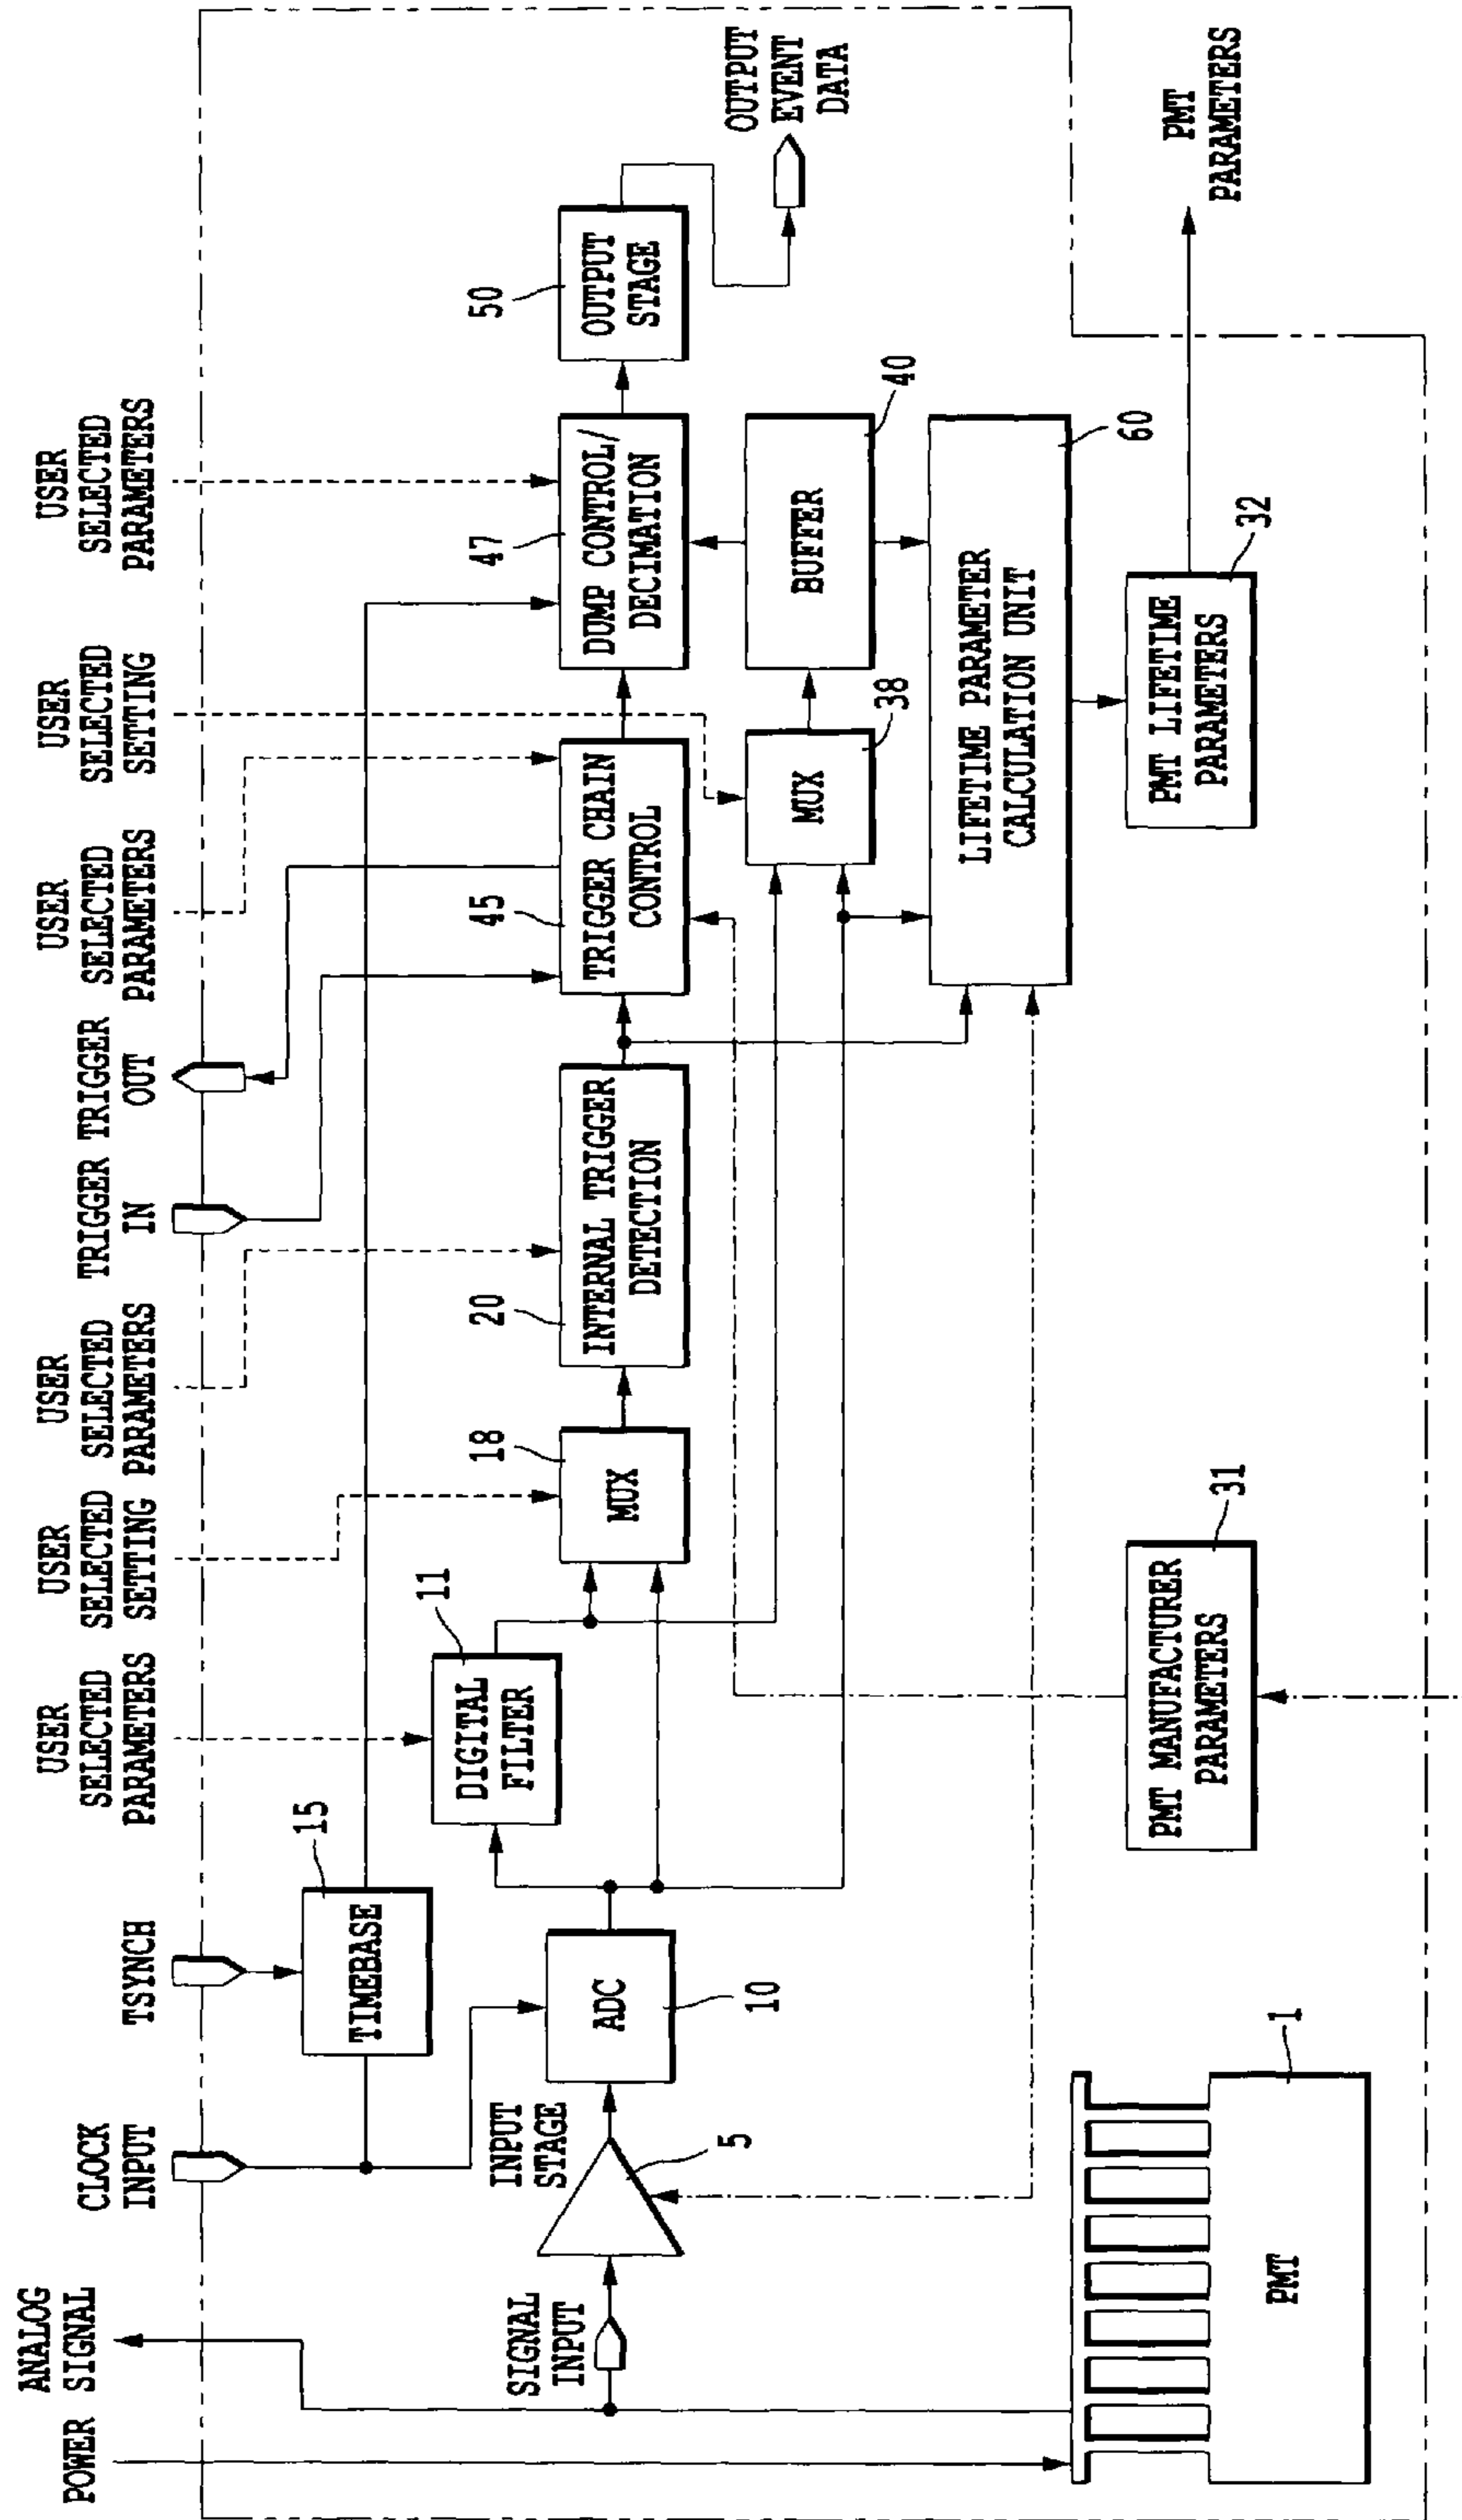 POWER
ANALOG
SIGNAL
CLOCK
INPUT
TSYNCH
USER
SELECTED
PARAMETERS
USER
SELECTED
SETTING
USER
SELECTED
PARAMETERS
TRIGGER
IN
TRIGGER
OUT
USER
SELECTED
PARAMETERS
USER
SELECTED
SETTING
USER
SELECTED
PARAMETERS
15
TIMEBASE
11
DIGITAL
FILTER
SIGNAL
INPUT
INPUT
STAGE
5
ADC
10
18
MUX
20
INTERNAL TRIGGER
DETECTION
45
TRIGGER CHAIN
CONTROL
47
DUMP CONTROL/
DECIMATION
50
OUTPUT
STAGE
OUTPUT
EVENT
DATA
MUX
38
BUFFER
40
LIFETIME PARAMETER
CALCULATION UNIT
60
PMT
1
PMT MANUFACTURER
PARAMETERS
31
PMT LIFETIME
PARAMETERS
32
PMT
PARAMETERS